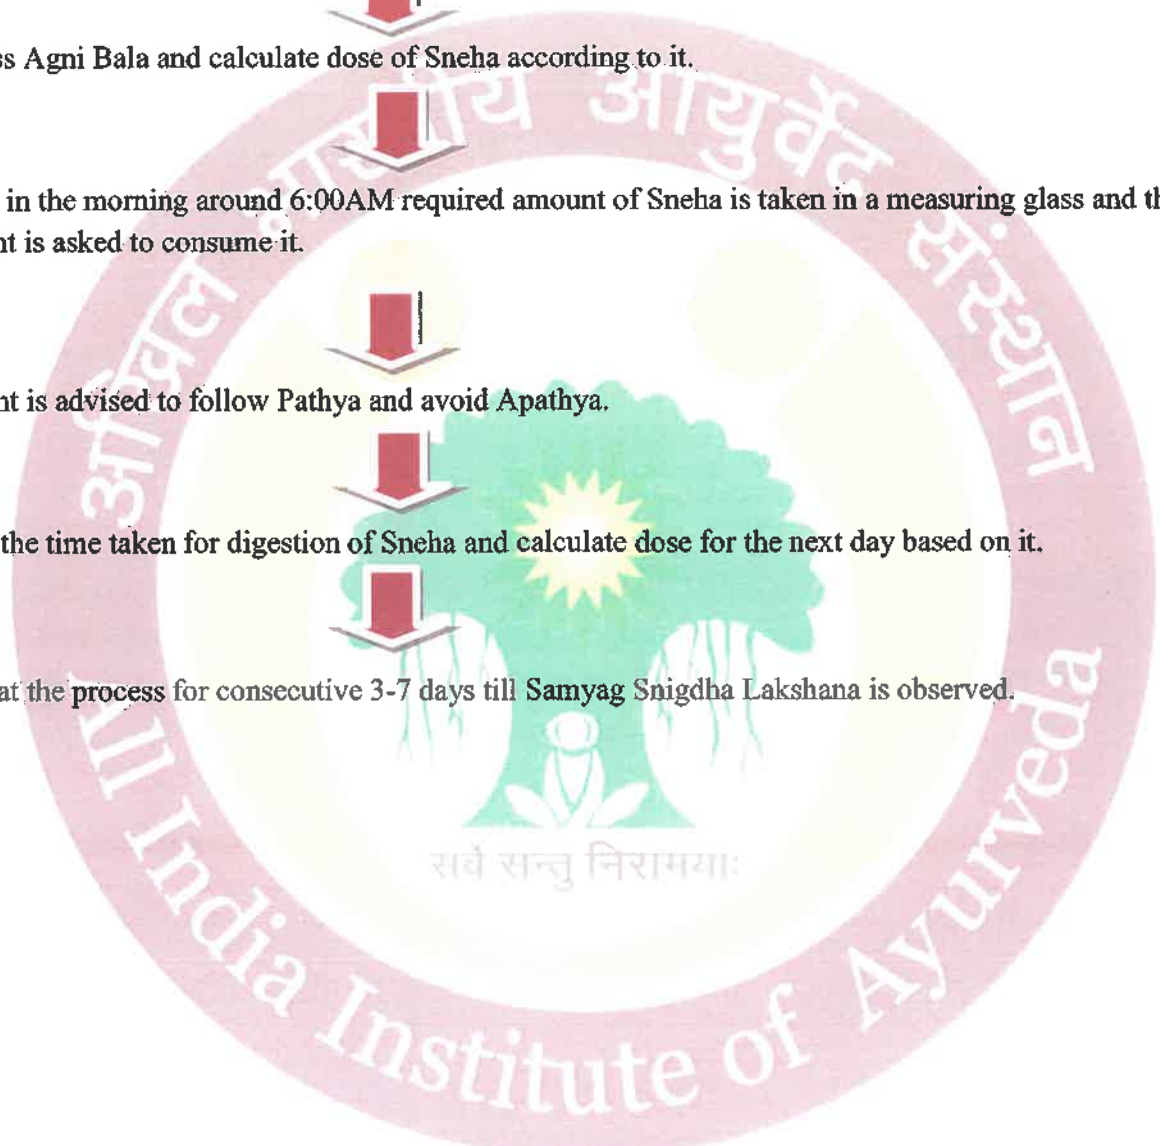 ss Agni Bala and calculate dose of Sneha according to it.
in the morning around 6:00AM required amount of Sneha is taken in a measuring glass and th
nt is asked to consume it.
nt is advised to follow Pathya and avoid Apathya.
the time taken for digestion of Sneha and calculate dose for the next day based on it.
at the process for consecutive 3-7 days till Samyag Snigdha Lakshana is observed.
अखिल भारतीय आयुर्वेद संस्थान
सर्वे सन्तु निरामयाः
All India Institute of Ayurveda